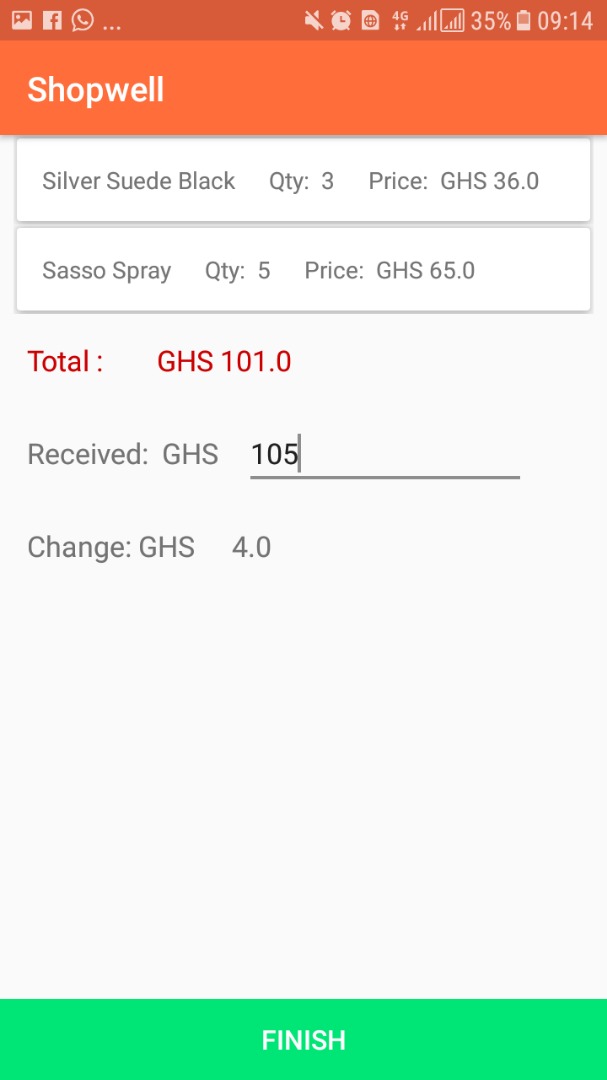 ... 4G 35% 09:14
Shopwell
Silver Suede Black Qty: 3 Price: GHS 36.0
Sasso Spray Qty: 5 Price: GHS 65.0
Total : GHS 101.0
Received: GHS 105
Change: GHS 4.0
FINISH